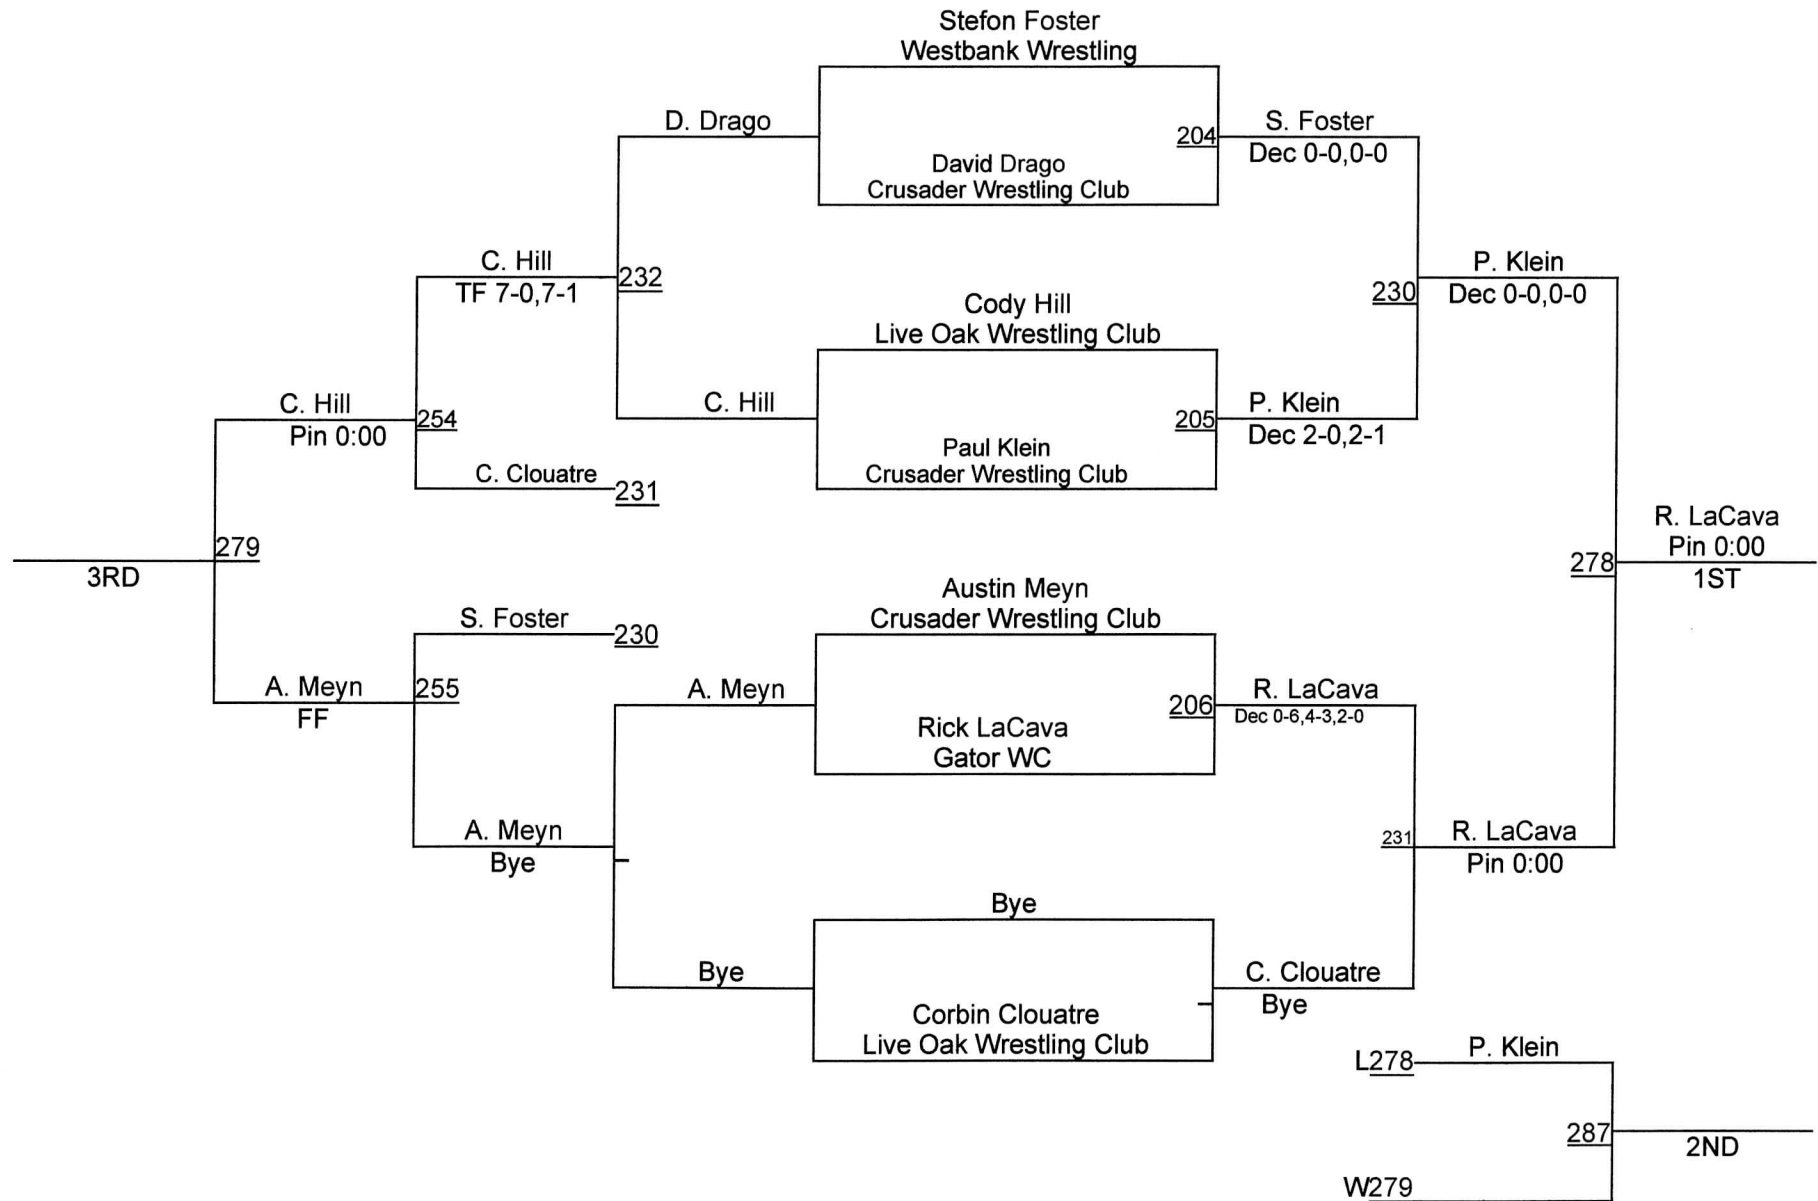 Stefon Foster
Westbank Wrestling
D. Drago
204
S. Foster
Dec 0-0,0-0
David Drago
Crusader Wrestling Club
C. Hill
TF 7-0,7-1
232
P. Klein
Dec 0-0,0-0
230
Cody Hill
Live Oak Wrestling Club
C. Hill
Pin 0:00
254
C. Hill
205
P. Klein
Dec 2-0,2-1
Paul Klein
Crusader Wrestling Club
C. Clouatre
231
R. LaCava
Pin 0:00
1ST
278
279
3RD
Austin Meyn
Crusader Wrestling Club
S. Foster
230
A. Meyn
FF
255
A. Meyn
206
R. LaCava
Dec 0-6,4-3,2-0
Rick LaCava
Gator WC
A. Meyn
Bye
231
R. LaCava
Pin 0:00
Bye
Bye
C. Clouatre
Bye
Corbin Clouatre
Live Oak Wrestling Club
L278
P. Klein
287
2ND
W279